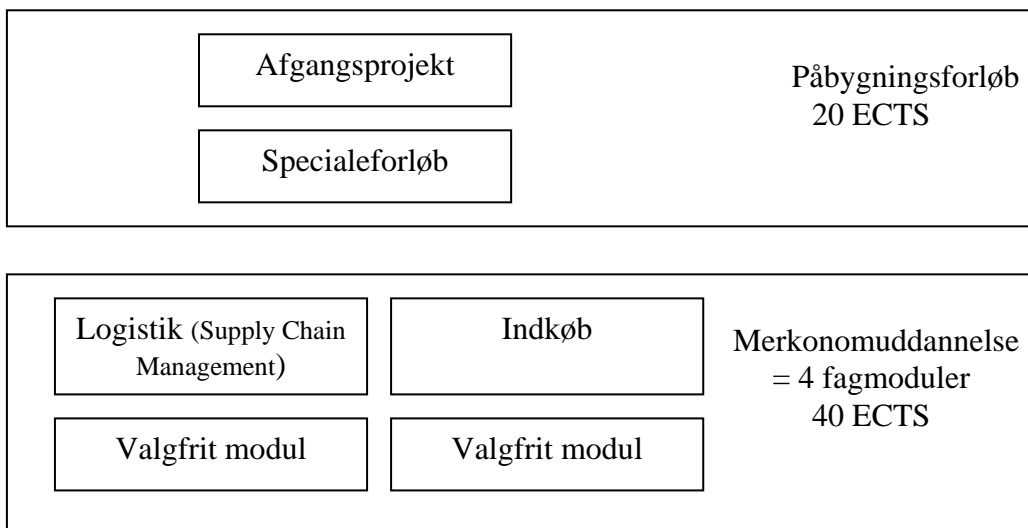 Afgangsprojekt
Specialeforløb
Påbygningsforløb
20 ECTS
Logistik (Supply Chain
Management)
Indkøb
Valgfrit modul
Valgfrit modul
Merkonomuddannelse
= 4 fagmoduler
40 ECTS